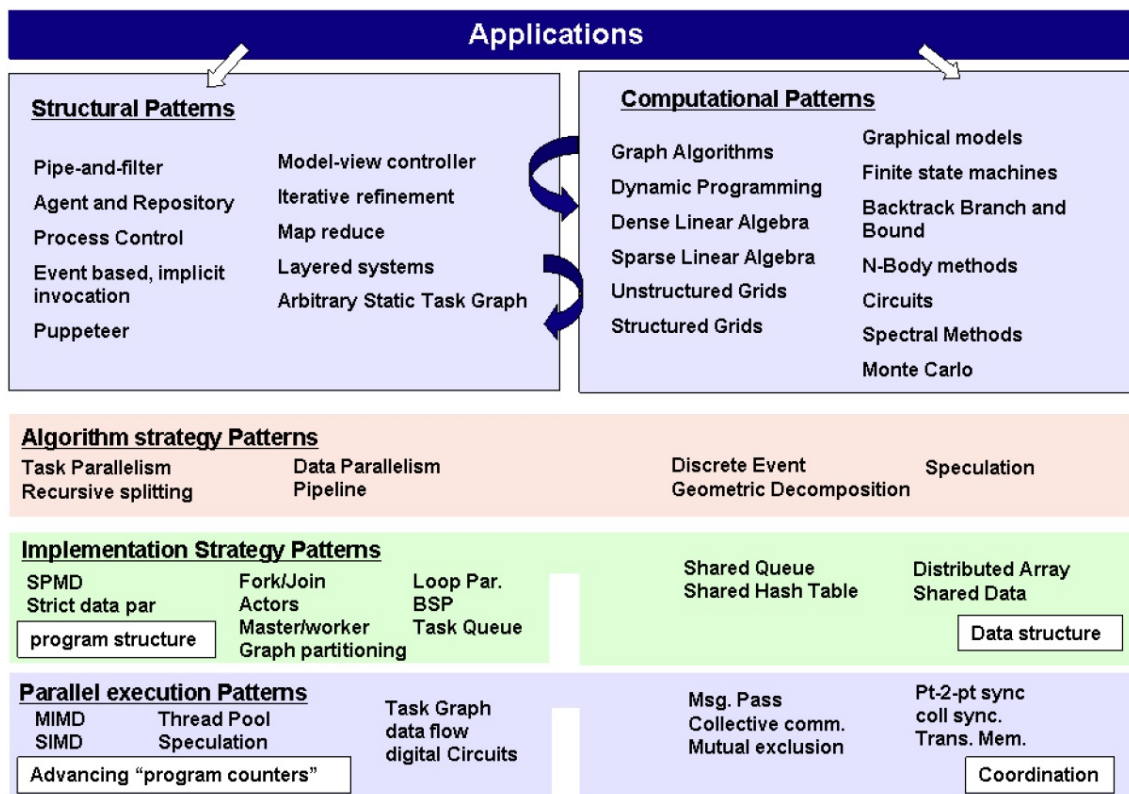 Applications
Structural Patterns
Pipe-and-filter
Agent and Repository
Process Control
Event based, implicit
invocation
Puppeteer
Model-view controller
Iterative refinement
Map reduce
Layered systems
Arbitrary Static Task Graph
Computational Patterns
Graph Algorithms
Dynamic Programming
Dense Linear Algebra
Sparse Linear Algebra
Unstructured Grids
Structured Grids
Graphical models
Finite state machines
Backtrack Branch and
Bound
N-Body methods
Circuits
Spectral Methods
Monte Carlo
Algorithm strategy Patterns
Task Parallelism
Recursive splitting
Data Parallelism
Pipeline
Discrete Event
Geometric Decomposition
Speculation
Implementation Strategy Patterns
SPMD
Strict data par
program structure
Fork/Join
Actors
Master/worker
Graph partitioning
Loop Par.
BSP
Task Queue
Shared Queue
Shared Hash Table
Distributed Array
Shared Data
Data structure
Parallel execution Patterns
MIMD
SIMD
Thread Pool
Speculation
Advancing “program counters”
Task Graph
data flow
digital Circuits
Msg. Pass
Collective comm.
Mutual exclusion
Pt-2-pt sync
coll sync.
Trans. Mem.
Coordination